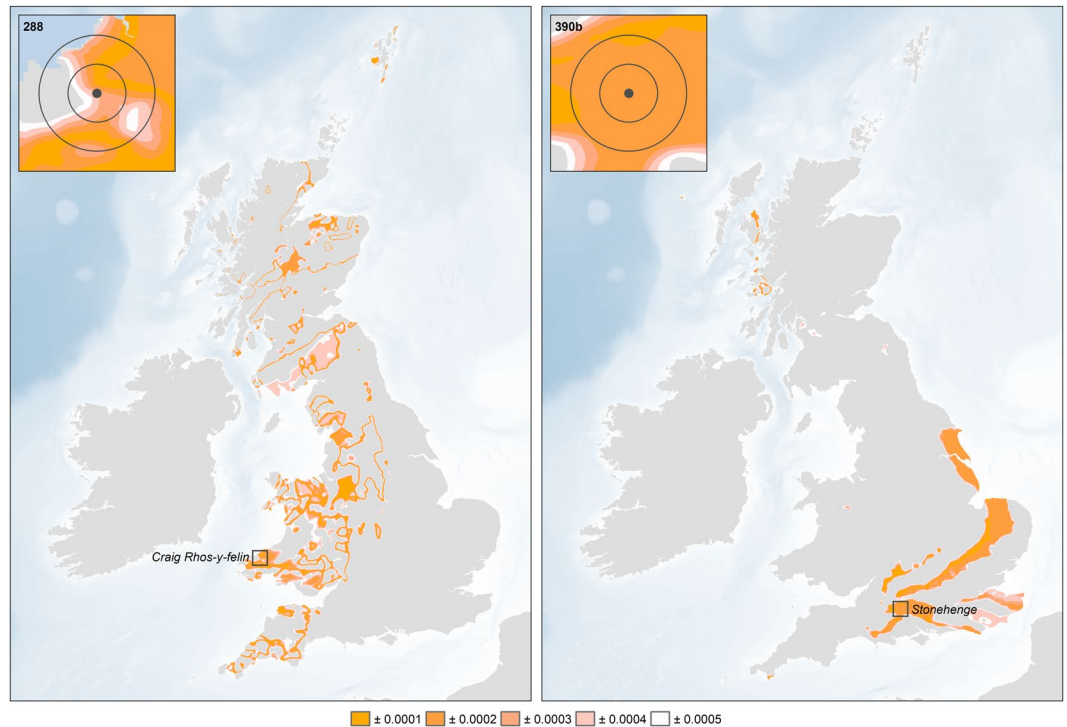 288
390b
Craig Rhos-y-felin
Stonehenge
± 0.0001 ± 0.0002 ± 0.0003 ± 0.0004 ± 0.0005